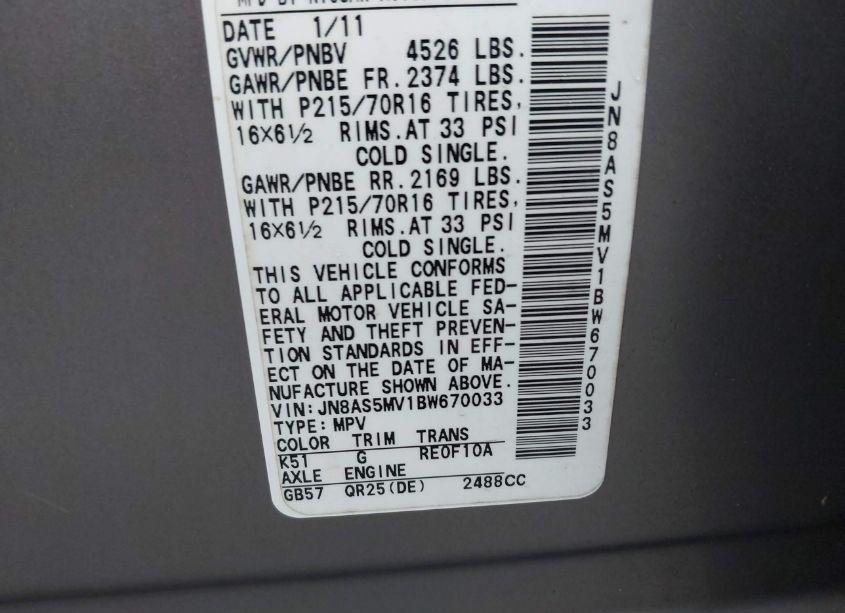 DATE 1/11
GVWR/PNBV 4526 LBS.
GAWR/PNBE FR. 2374 LBS.
WITH P215/70R16 TIRES,
16×6½ RIMS.AT 33 PSI
COLD SINGLE.
GAWR/PNBE RR. 2169 LBS.
WITH P215/70R16 TIRES,
16×6½ RIMS.AT 33 PSI
COLD SINGLE.
THIS VEHICLE CONFORMS
TO ALL APPLICABLE FED-
ERAL MOTOR VEHICLE SA-
FETY AND THEFT PREVEN-
TION STANDARDS IN EFF-
ECT ON THE DATE OF MA-
NUFACTURE SHOWN ABOVE.
VIN:JN8AS5MV1BW670033
TYPE:MPV
COLOR TRIM TRANS
K51 G RE0F10A
AXLE ENGINE
GB57 QR25(DE) 2488CC
JN8AS5MV1BW670033